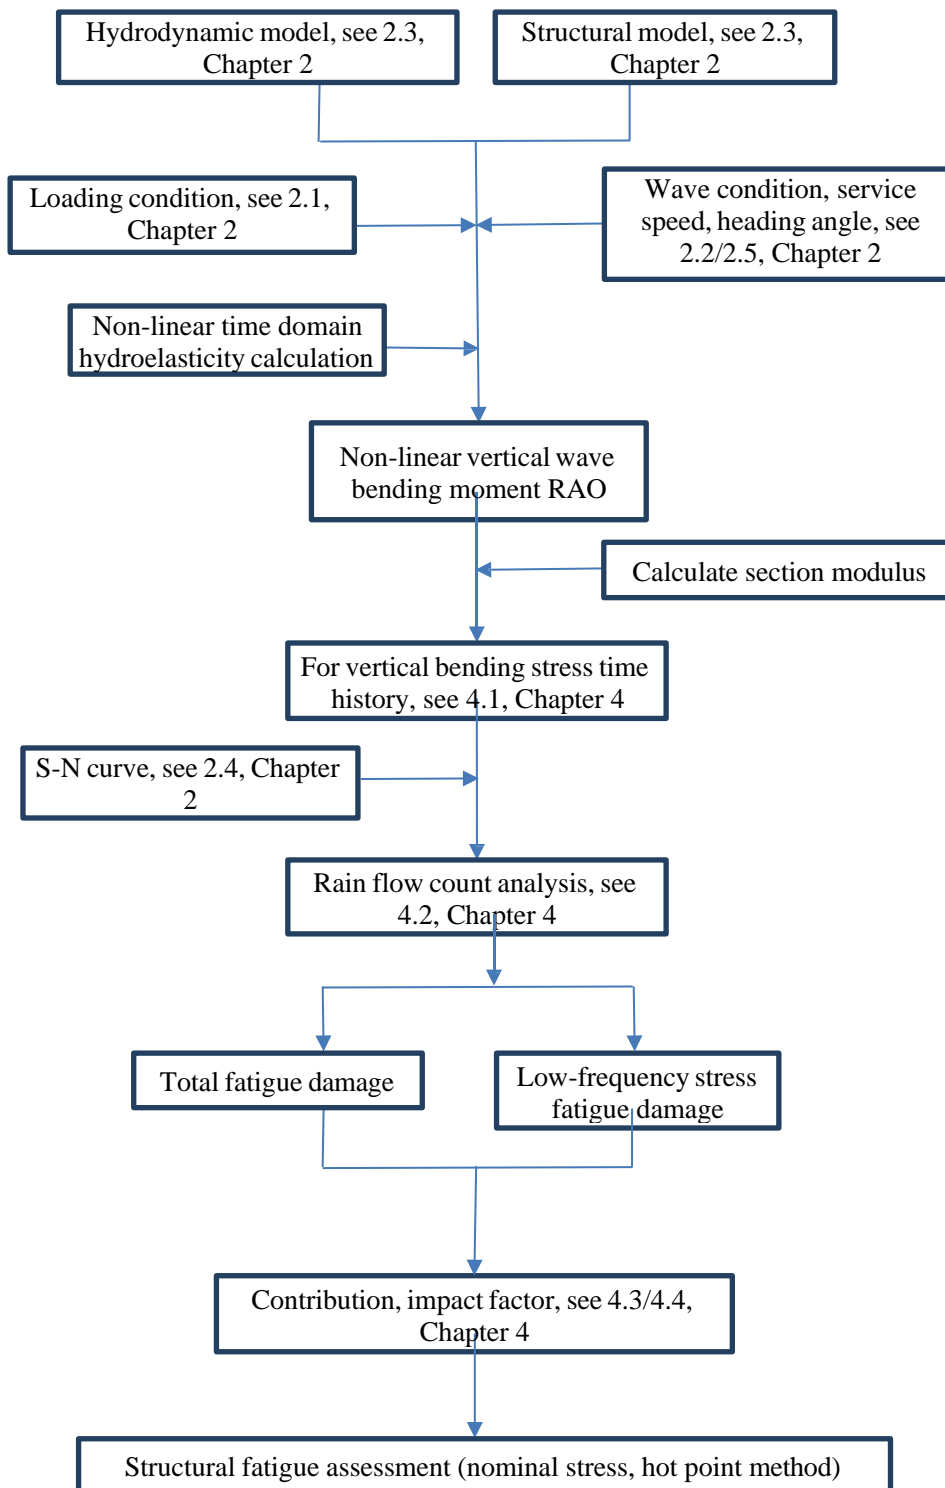 Hydrodynamic model, see 2.3,
Chapter 2
Structural model, see 2.3,
Chapter 2
Loading condition, see 2.1,
Chapter 2
Wave condition, service
speed, heading angle, see
2.2/2.5, Chapter 2
Non-linear time domain
hydroelasticity calculation
Non-linear vertical wave
bending moment RAO
Calculate section modulus
For vertical bending stress time
history, see 4.1, Chapter 4
S-N curve, see 2.4, Chapter
2
Rain flow count analysis, see
4.2, Chapter 4
Total fatigue damage
Low-frequency stress
fatigue damage
Contribution, impact factor, see 4.3/4.4,
Chapter 4
Structural fatigue assessment (nominal stress, hot point method)